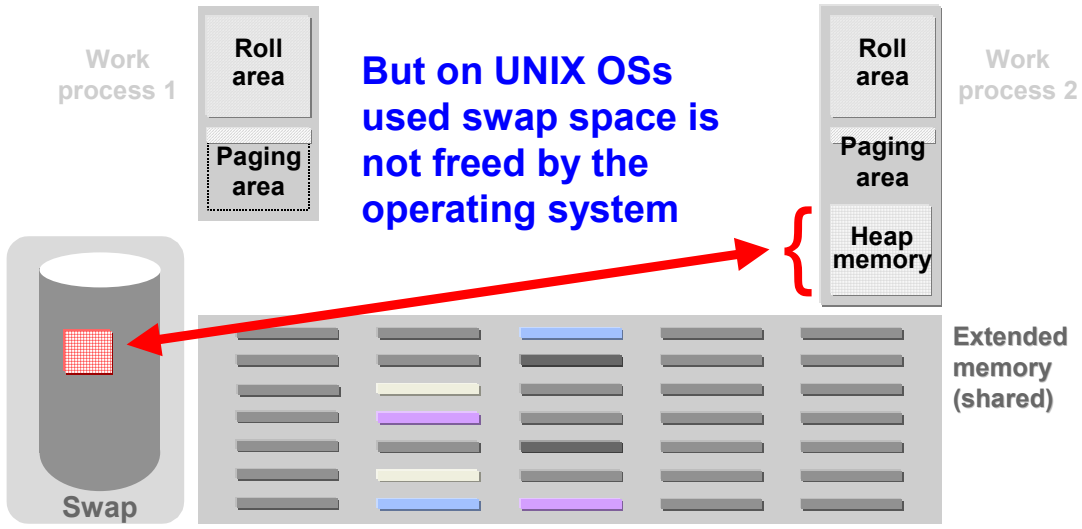 Work
process 1
Roll
area
Paging
area
But on UNIX OSs
used swap space is
not freed by the
operating system
Roll
area
Paging
area
Heap
memory
Work
process 2
{
Swap
Extended
memory
(shared)